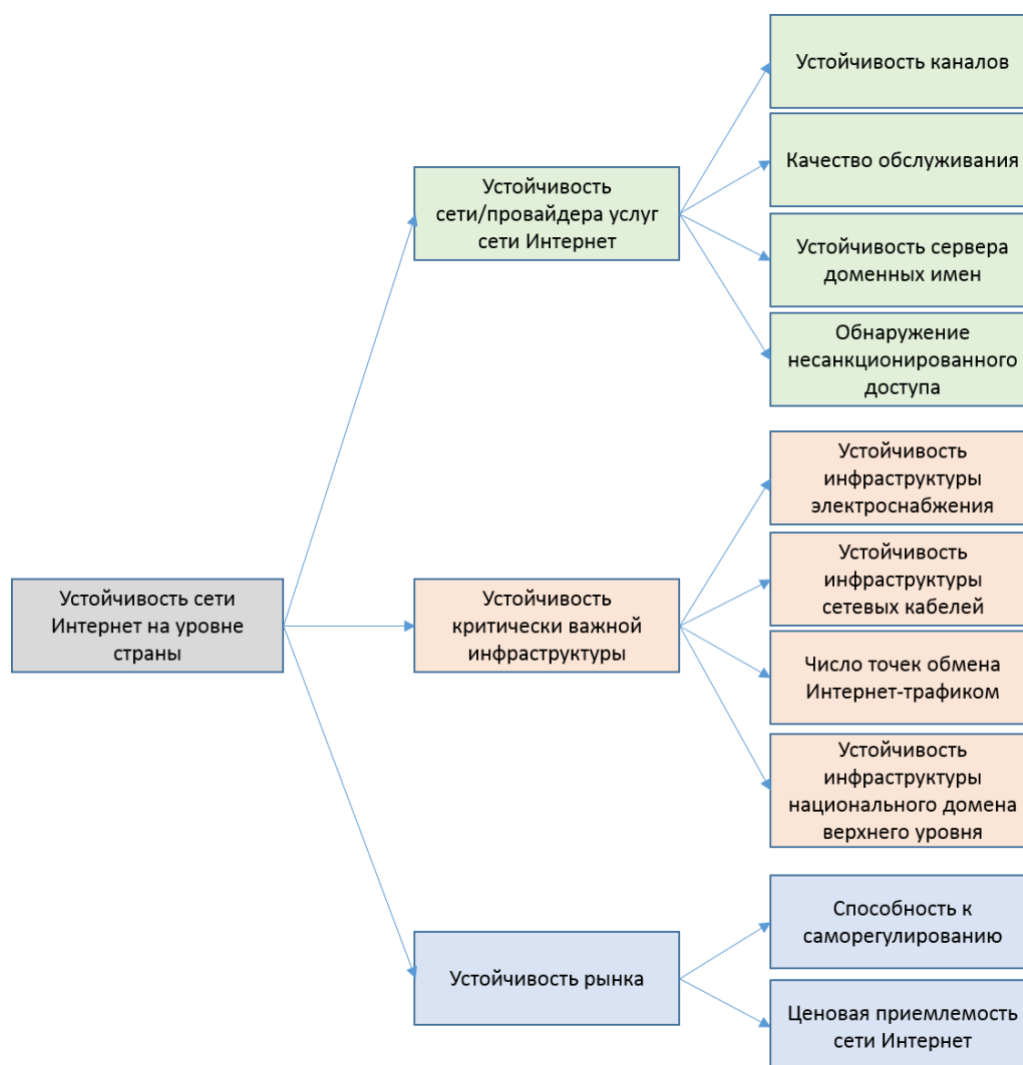 Устойчивость каналов
Качество обслуживания
Устойчивость
сети/провайдера услуг
сети Интернет
Устойчивость сервера
доменных имен
Обнаружение
несанкционированного
доступа
Устойчивость
инфраструктуры
электроснабжения
Устойчивость сети
Интернет на уровне
страны
Устойчивость
критически важной
инфраструктуры
Устойчивость
инфраструктуры
сетевых кабелей
Число точек обмена
Интернет-трафиком
Устойчивость
инфраструктуры
национального домена
верхнего уровня
Способность к
саморегулированию
Устойчивость рынка
Ценовая приемлемость
сети Интернет